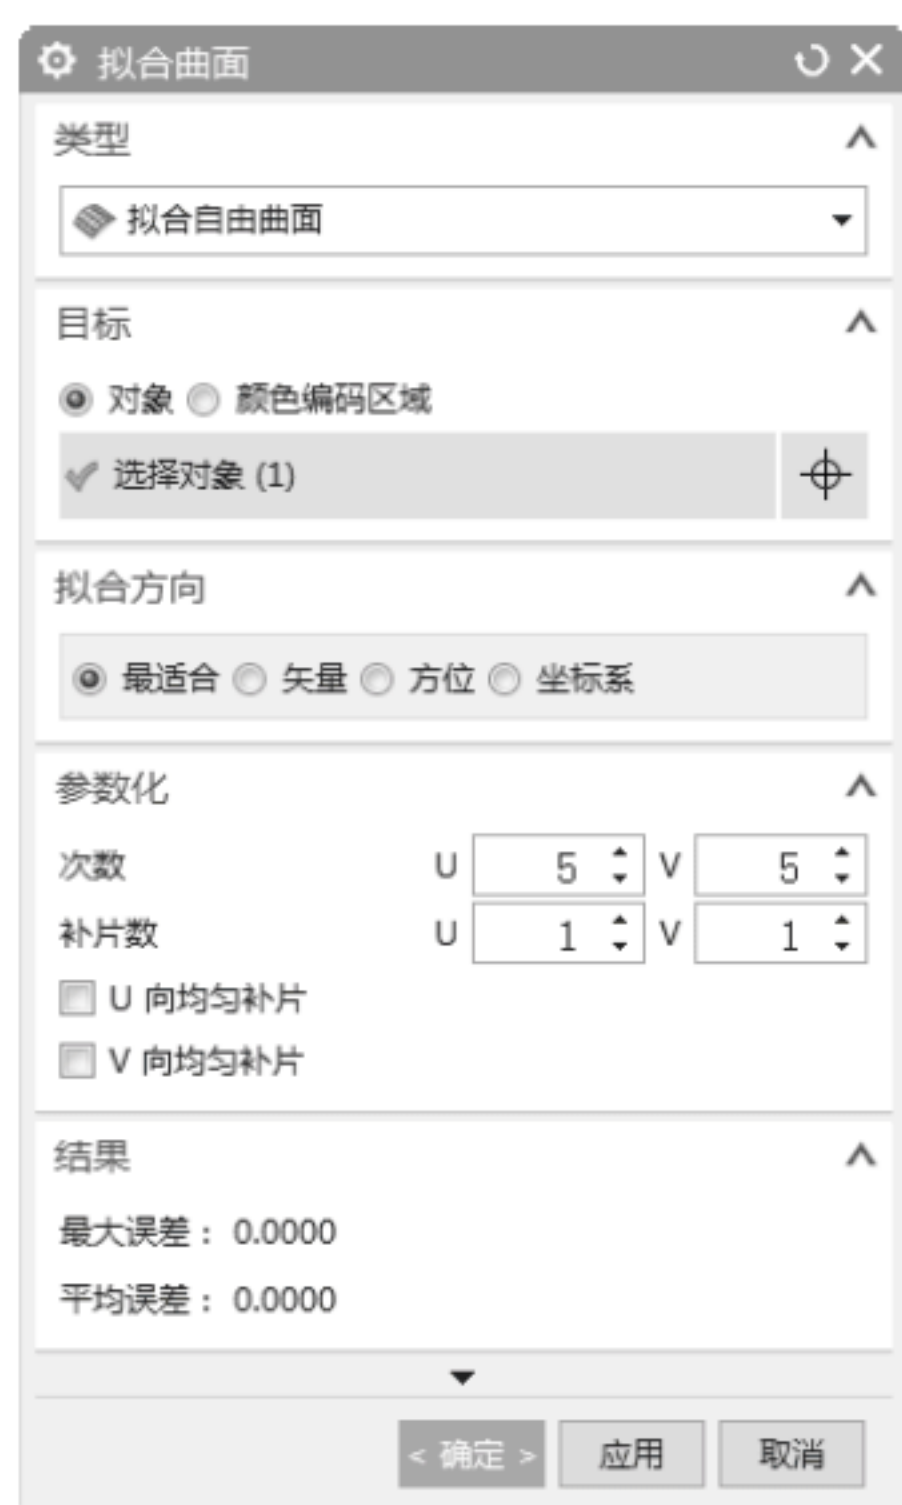 拟合曲面
类型
拟合自由曲面
目标
对象 颜色编码区域
选择对象 (1)
拟合方向
最适合 矢量 方位 坐标系
参数化
次数 U 5 V 5
补片数 U 1 V 1
U 向均匀补片
V 向均匀补片
结果
最大误差： 0.0000
平均误差： 0.0000
< 确定 > 应用 取消